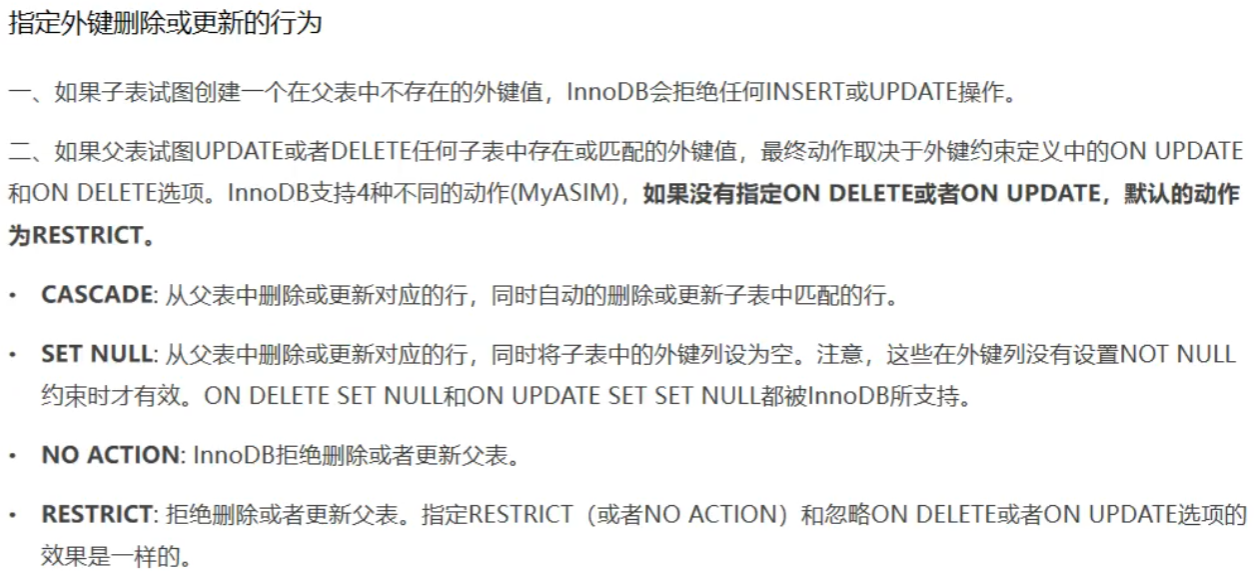 指定外键删除或更新的行为
一、如果子表试图创建一个在父表中不存在的外键值，InnoDB会拒绝任何INSERT或UPDATE操作。
二、如果父表试图UPDATE或者DELETE任何子表中存在或匹配的外键值，最终动作取决于外键约束定义中的ON UPDATE
和ON DELETE选项。InnoDB支持4种不同的动作(MyASIM)，如果没有指定ON DELETE或者ON UPDATE，默认的动作
为RESTRICT。
• CASCADE: 从父表中删除或更新对应的行，同时自动的删除或更新子表中匹配的行。
• SET NULL: 从父表中删除或更新对应的行，同时将子表中的外键列设为空。注意，这些在外键列没有设置NOT NULL
约束时才有效。ON DELETE SET NULL和ON UPDATE SET SET NULL都被InnoDB所支持。
• NO ACTION: InnoDB拒绝删除或者更新父表。
• RESTRICT: 拒绝删除或者更新父表。指定RESTRICT（或者NO ACTION）和忽略ON DELETE或者ON UPDATE选项的
效果是一样的。